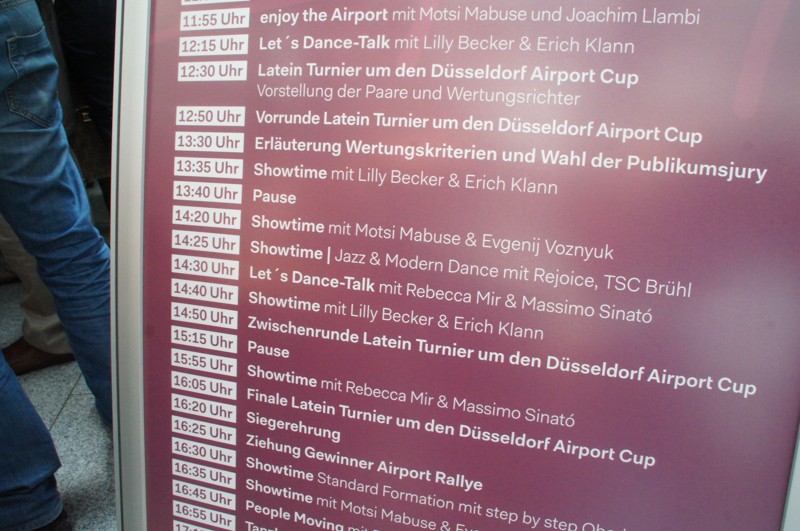 11:55 Uhr enjoy the Airport mit Motsi Mabuse und Joachim Llambi
12:15 Uhr Let´s Dance-Talk mit Lilly Becker & Erich Klann
12:30 Uhr Latein Turnier um den Düsseldorf Airport Cup
Vorstellung der Paare und Wertungsrichter
12:50 Uhr Vorrunde Latein Turnier um den Düsseldorf Airport Cup
13:30 Uhr Erläuterung Wertungskriterien und Wahl der Publikumsjury
13:35 Uhr Showtime mit Lilly Becker & Erich Klann
13:40 Uhr Pause
14:20 Uhr Showtime mit Motsi Mabuse & Evgenij Voznyuk
14:25 Uhr Showtime | Jazz & Modern Dance mit Rejoice, TSC Brühl
14:30 Uhr Let´s Dance-Talk mit Rebecca Mir & Massimo Sinató
14:40 Uhr Showtime mit Lilly Becker & Erich Klann
14:50 Uhr Zwischenrunde Latein Turnier um den Düsseldorf Airport Cup
15:15 Uhr Pause
15:55 Uhr Showtime mit Rebecca Mir & Massimo Sinató
16:05 Uhr Finale Latein Turnier um den Düsseldorf Airport Cup
16:20 Uhr Siegerehrung
16:25 Uhr Ziehung Gewinner Airport Rallye
16:30 Uhr Showtime Standard Formation mit step by step
16:35 Uhr Showtime mit Motsi Mabuse &
16:45 Uhr People Moving mit
16:55 Uhr